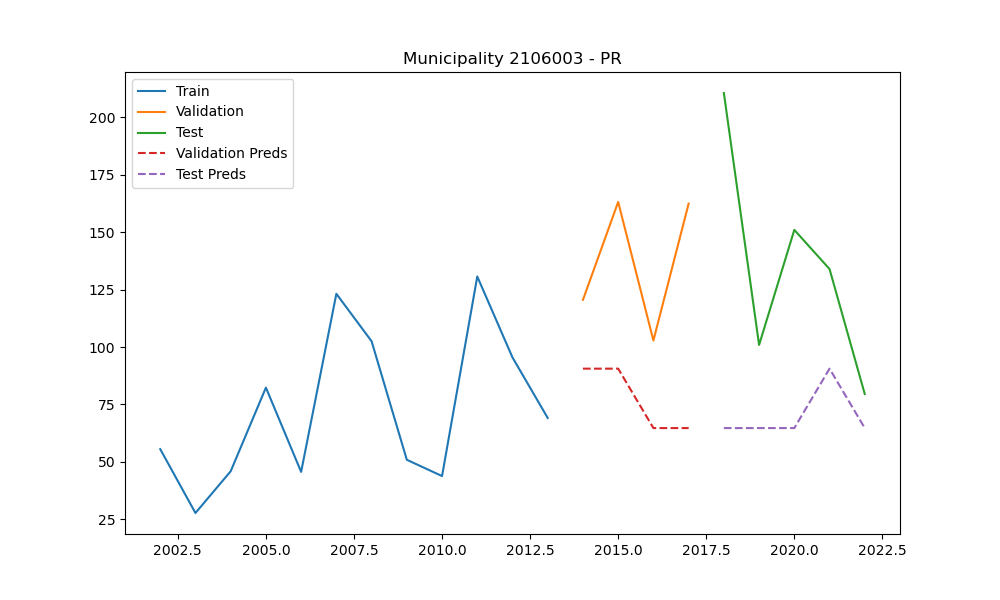 Municipality 2106003 - PR
Train
Validation
Test
Validation Preds
Test Preds
200
175
150
125
100
75
50
25
2002.5 2005.0 2007.5 2010.0 2012.5 2015.0 2017.5 2020.0 2022.5